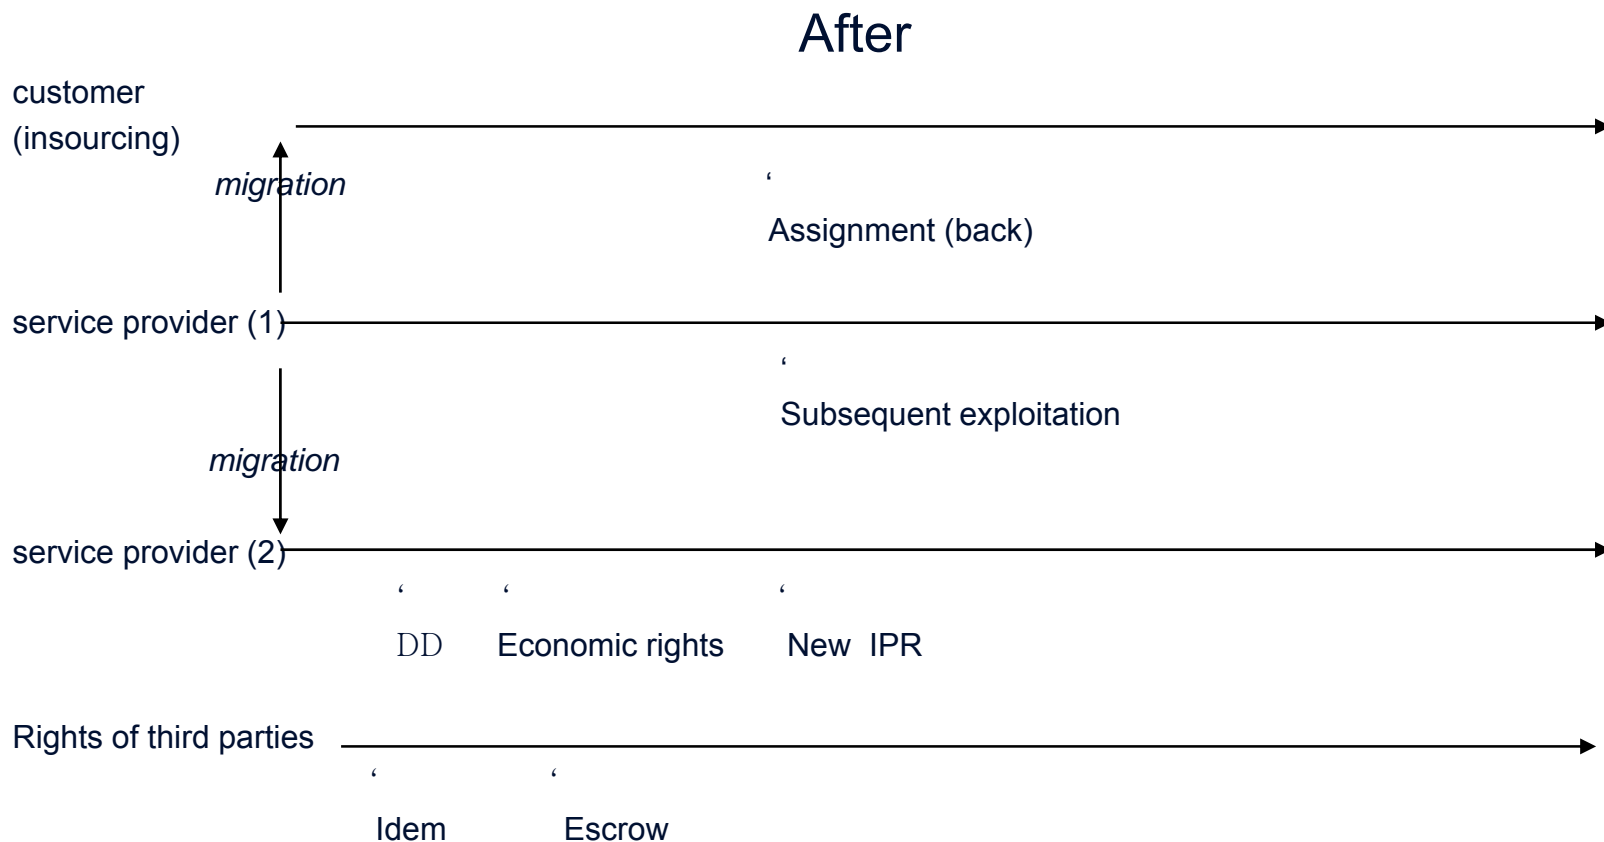 After
customer
(insourcing)
migration
‘
Assignment (back)
service provider (1)
‘
Subsequent exploitation
migration
service provider (2)
‘ ‘ ‘
DD Economic rights New IPR
Rights of third parties
‘ ‘
Idem Escrow